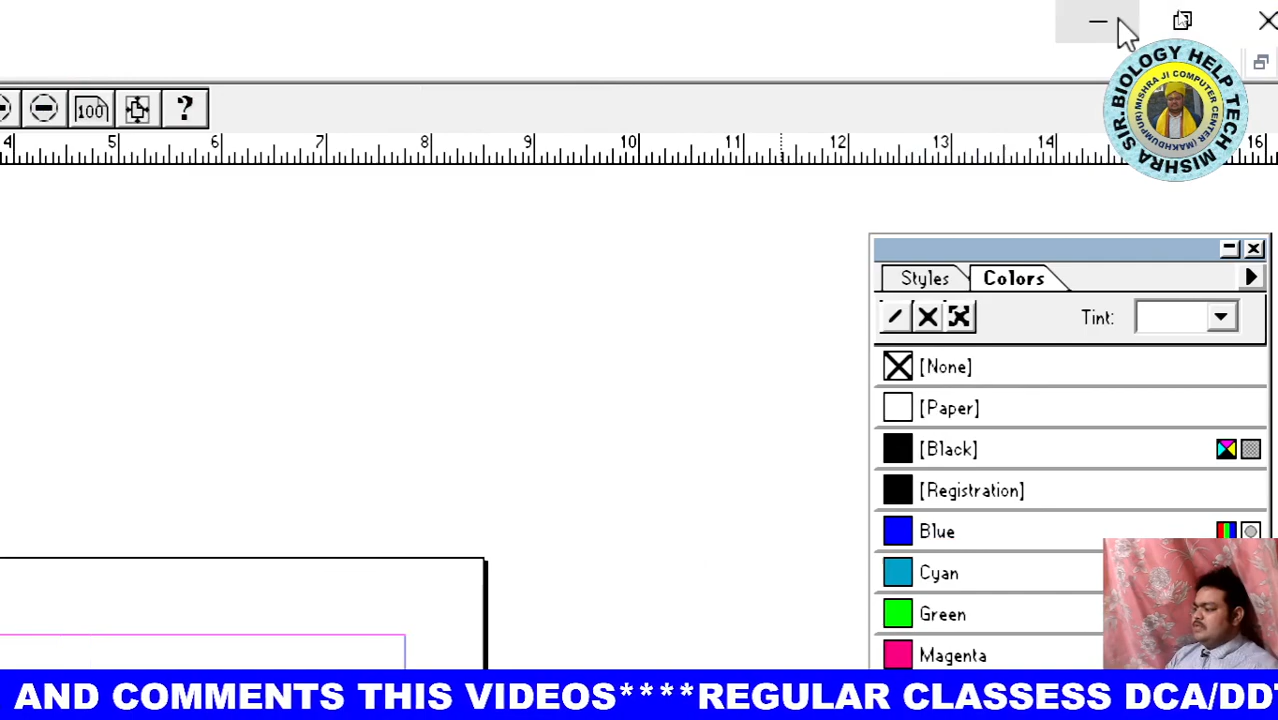 100
?
4 5 6 7 8 9 10 11 12 13 14 16
MISHRA SIR.BIOLOGY HELP TECH
MISHRA JI COMPUTER CENTER (MAKHDUMPUR)
Styles Colors
Tint:
[None]
[Paper]
[Black]
[Registration]
Blue
Cyan
Green
Magenta
AND COMMENTS THIS VIDEOS****REGULAR CLASSESS DCA/DD